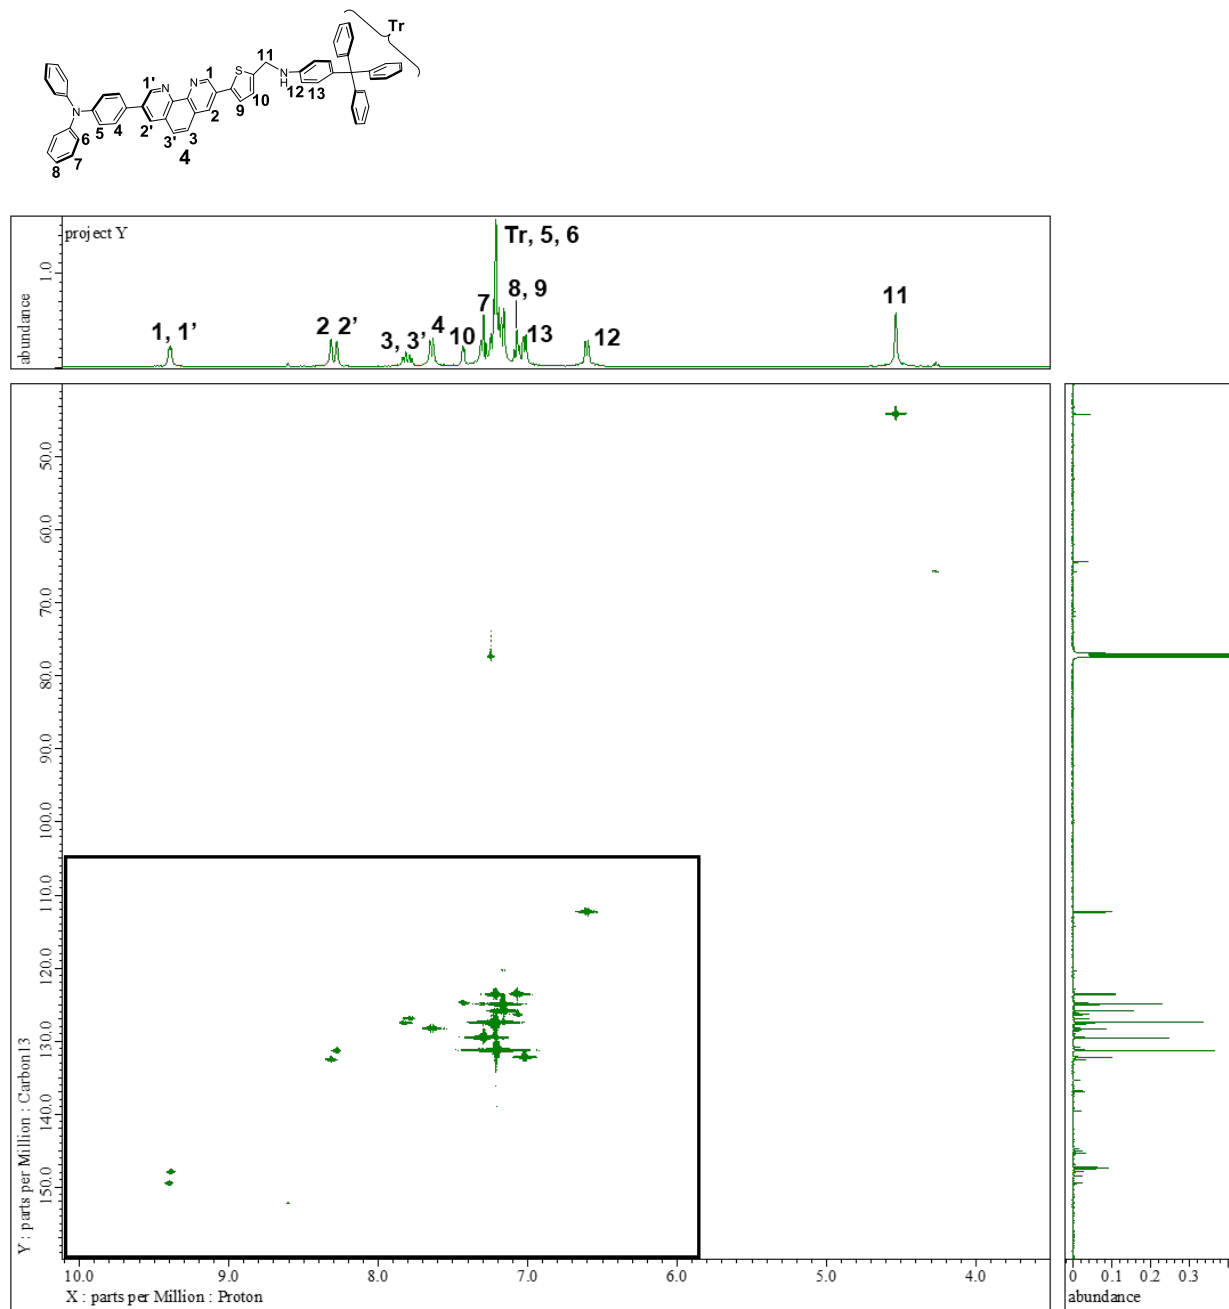 Tr
11
1'
N
N
1
S
N
H
12
13
10
9
2
N
5
4
2'
3'
3
6
7
8
4
project Y
abundance
1.0
1, 1’
2 2’
3, 3’
4
10
7
Tr, 5, 6
8, 9
13
12
11
Y : parts per Million : Carbon13
50.0
60.0
70.0
80.0
90.0
100.0
110.0
120.0
130.0
140.0
150.0
10.0 9.0 8.0 7.0 6.0 5.0 4.0
X : parts per Million : Proton
0 0.1 0.2 0.3
abundance